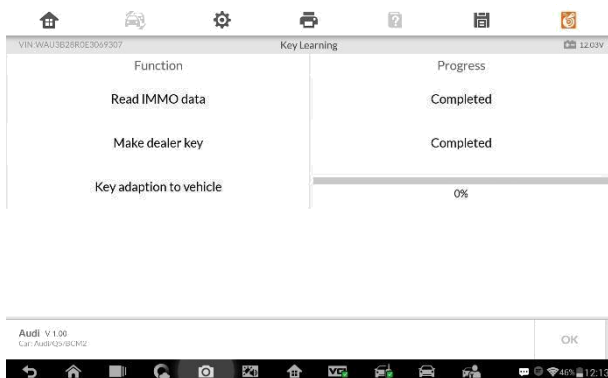 VIN:WAU3B28R0E3069307
Key Learning
12.03V
Function
Progress
Read IMMO data
Completed
Make dealer key
Completed
Key adaption to vehicle
0%
Audi V 1.00
Car: Audi/Q5/BCM2
OK
46%
12:13